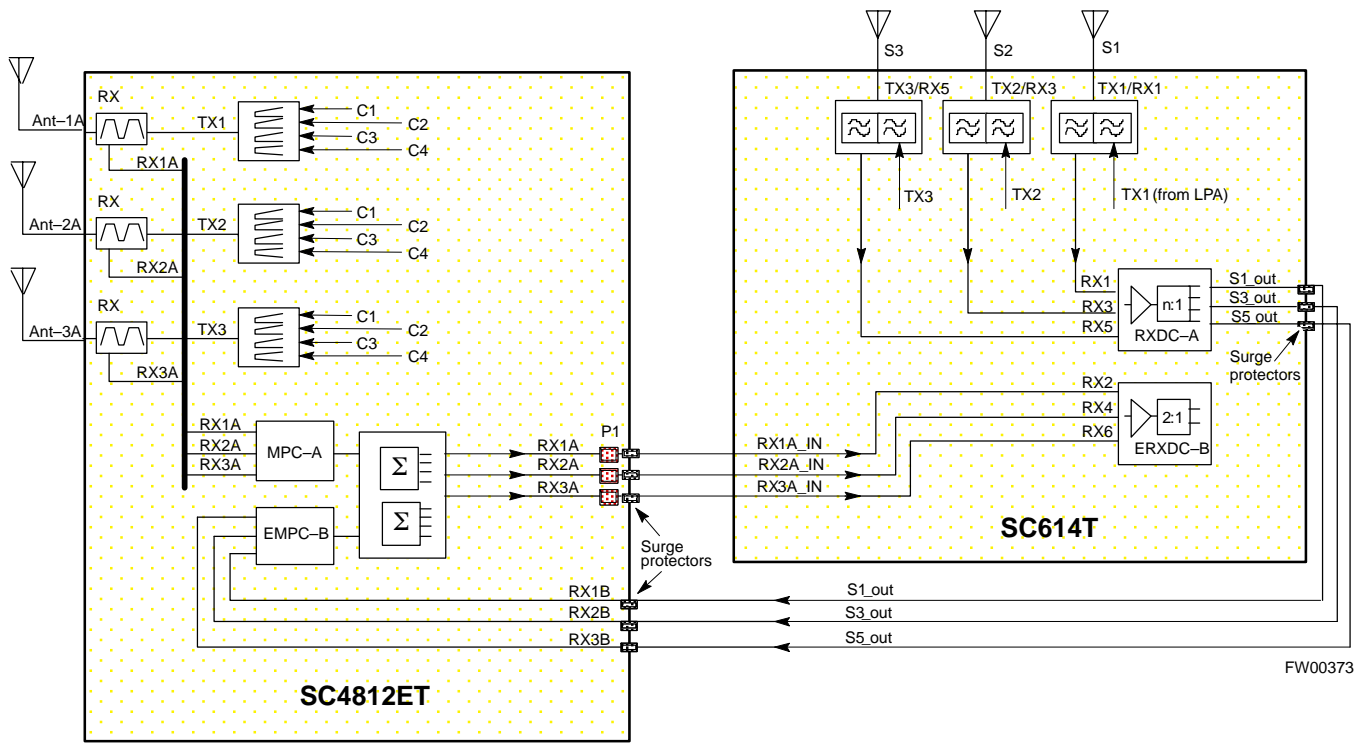 S3
S2
S1
RX
Ant–1A
TX1
C1
C2
C3
C4
RX1A
RX
Ant–2A
TX2
C1
C2
C3
C4
RX2A
RX
Ant–3A
TX3
C1
C2
C3
C4
RX3A
RX1A
RX2A
RX3A
MPC–A
Σ
Σ
EMPC–B
RX1A
RX2A
RX3A
P1
Surge
protectors
RX1B
RX2B
RX3B
SC4812ET
TX3/RX5
TX2/RX3
TX1/RX1
TX3
TX2
TX1 (from LPA)
RX1
RX3
RX5
n:1
RXDC–A
S1_out
S3_out
S5_out
Surge
protectors
RX2
RX4
RX6
2:1
ERXDC–B
RX1A_IN
RX2A_IN
RX3A_IN
SC614T
S1_out
S3_out
S5_out
FW00373